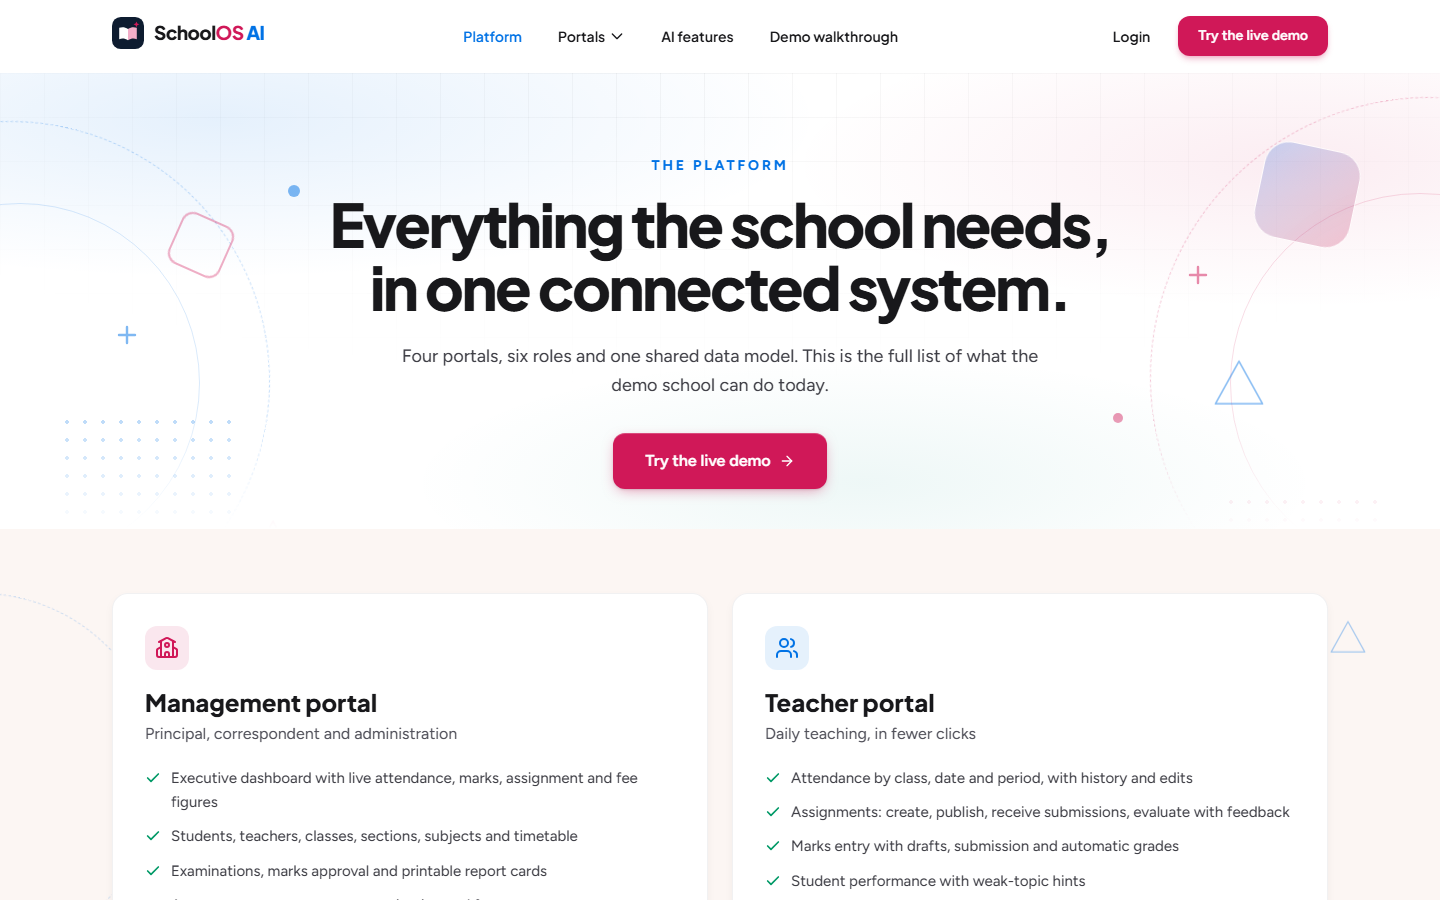 SchoolOS AI
Platform
Portals
AI features
Demo walkthrough
Login
Try the live demo
THE PLATFORM
Everything the school needs,
in one connected system.
Four portals, six roles and one shared data model. This is the full list of what the
demo school can do today.
Try the live demo
Management portal
Principal, correspondent and administration
Executive dashboard with live attendance, marks, assignment and fee
figures
Students, teachers, classes, sections, subjects and timetable
Examinations, marks approval and printable report cards
Teacher portal
Daily teaching, in fewer clicks
Attendance by class, date and period, with history and edits
Assignments: create, publish, receive submissions, evaluate with feedback
Marks entry with drafts, submission and automatic grades
Student performance with weak-topic hints